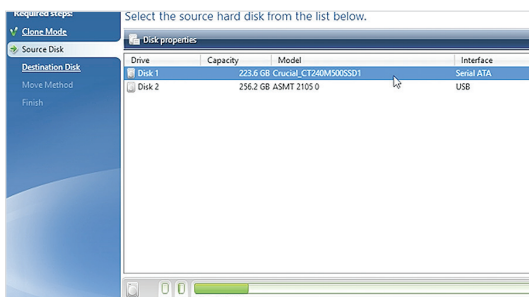 Required steps:
Select the source hard disk from the list below.
Clone Mode
Source Disk
Destination Disk
Move Method
Finish
Disk properties
Drive Capacity Model Interface
Disk 1 223.6 GB Crucial_CT240M500SSD1 Serial ATA
Disk 2 256.2 GB ASMT 2105 0 USB